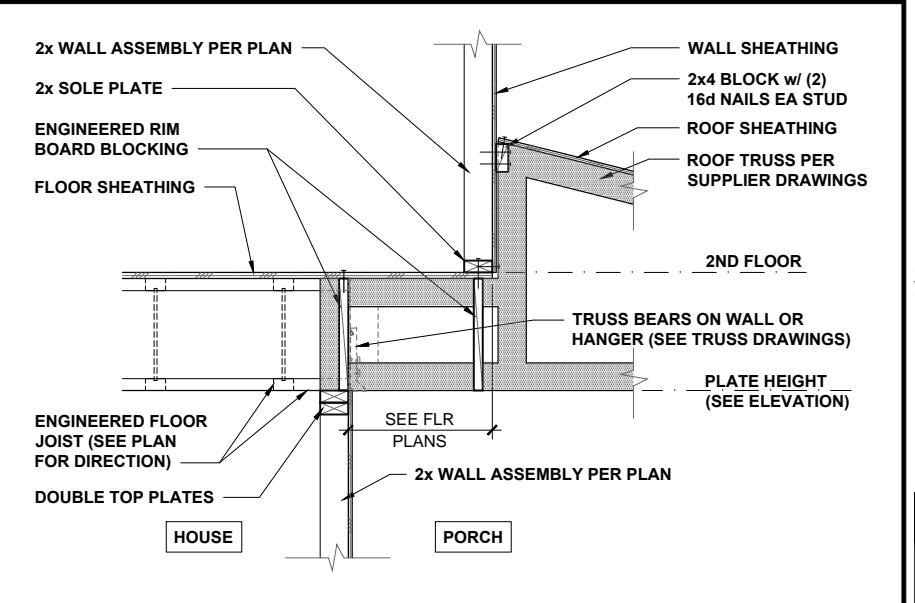 2x WALL ASSEMBLY PER PLAN
2x SOLE PLATE
ENGINEERED RIM
BOARD BLOCKING
FLOOR SHEATHING
WALL SHEATHING
2x4 BLOCK w/ (2)
16d NAILS EA STUD
ROOF SHEATHING
ROOF TRUSS PER
SUPPLIER DRAWINGS
2ND FLOOR
TRUSS BEARS ON WALL OR
HANGER (SEE TRUSS DRAWINGS)
PLATE HEIGHT
(SEE ELEVATION)
ENGINEERED FLOOR
JOIST (SEE PLAN
FOR DIRECTION)
DOUBLE TOP PLATES
SEE FLR
PLANS
2x WALL ASSEMBLY PER PLAN
HOUSE
PORCH